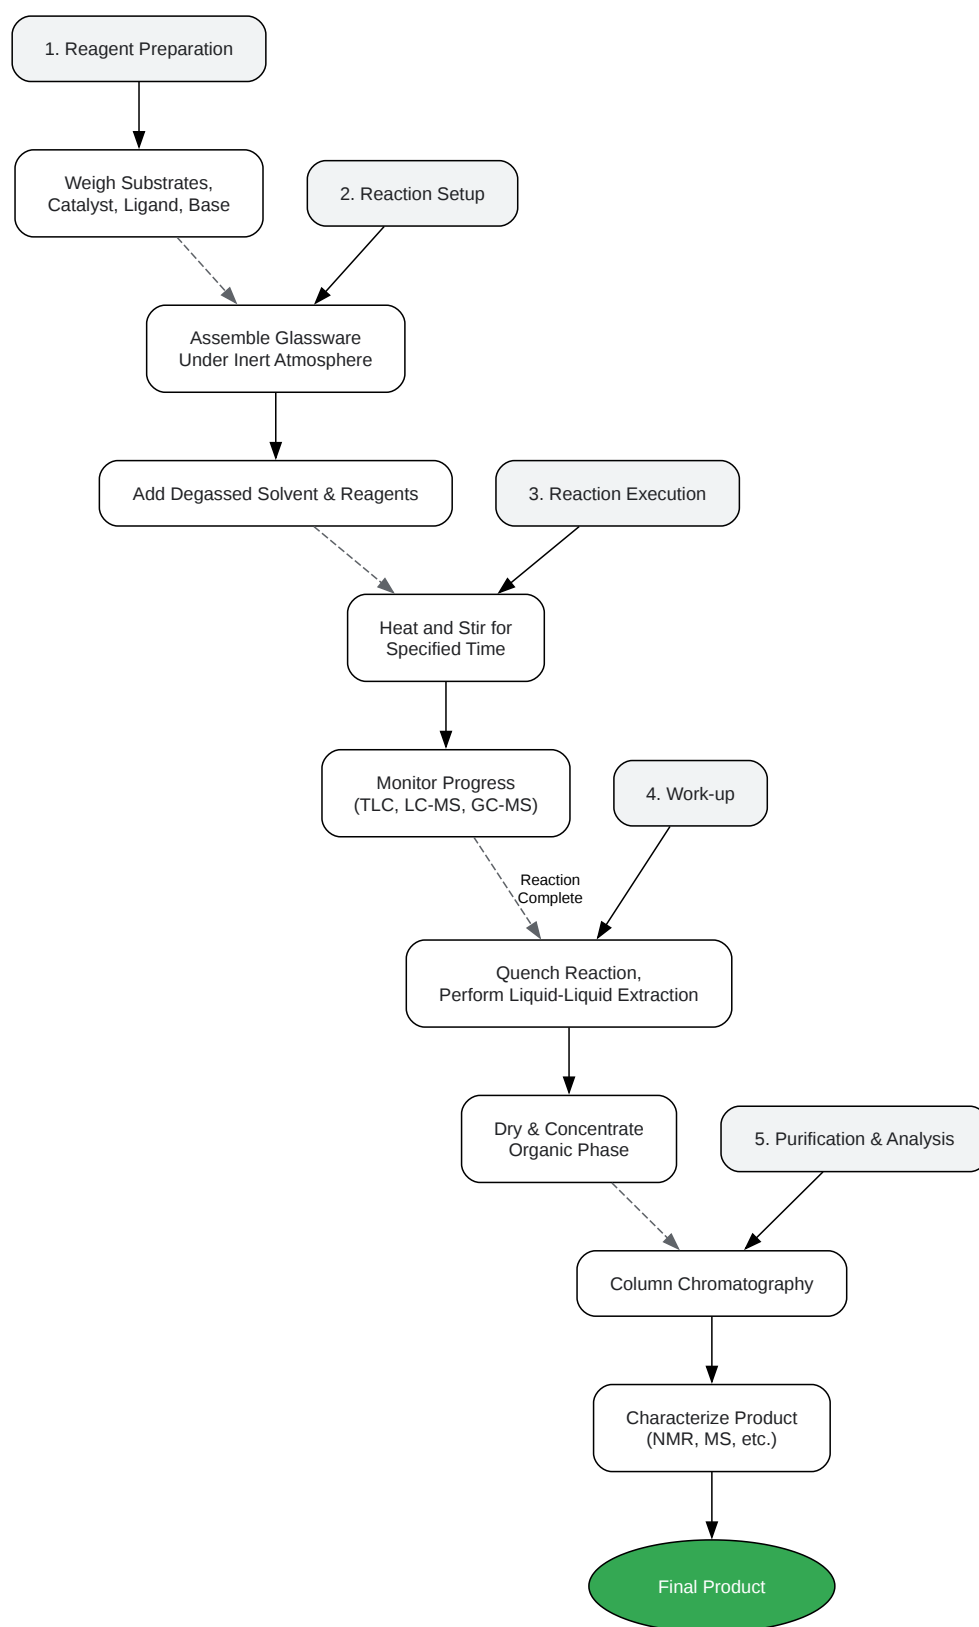 1. Reagent Preparation
Weigh Substrates,
Catalyst, Ligand, Base
2. Reaction Setup
Assemble Glassware
Under Inert Atmosphere
Add Degassed Solvent & Reagents
3. Reaction Execution
Heat and Stir for
Specified Time
Monitor Progress
(TLC, LC-MS, GC-MS)
4. Work-up
Reaction
Complete
Quench Reaction,
Perform Liquid-Liquid Extraction
Dry & Concentrate
Organic Phase
5. Purification & Analysis
Column Chromatography
Characterize Product
(NMR, MS, etc.)
Final Product